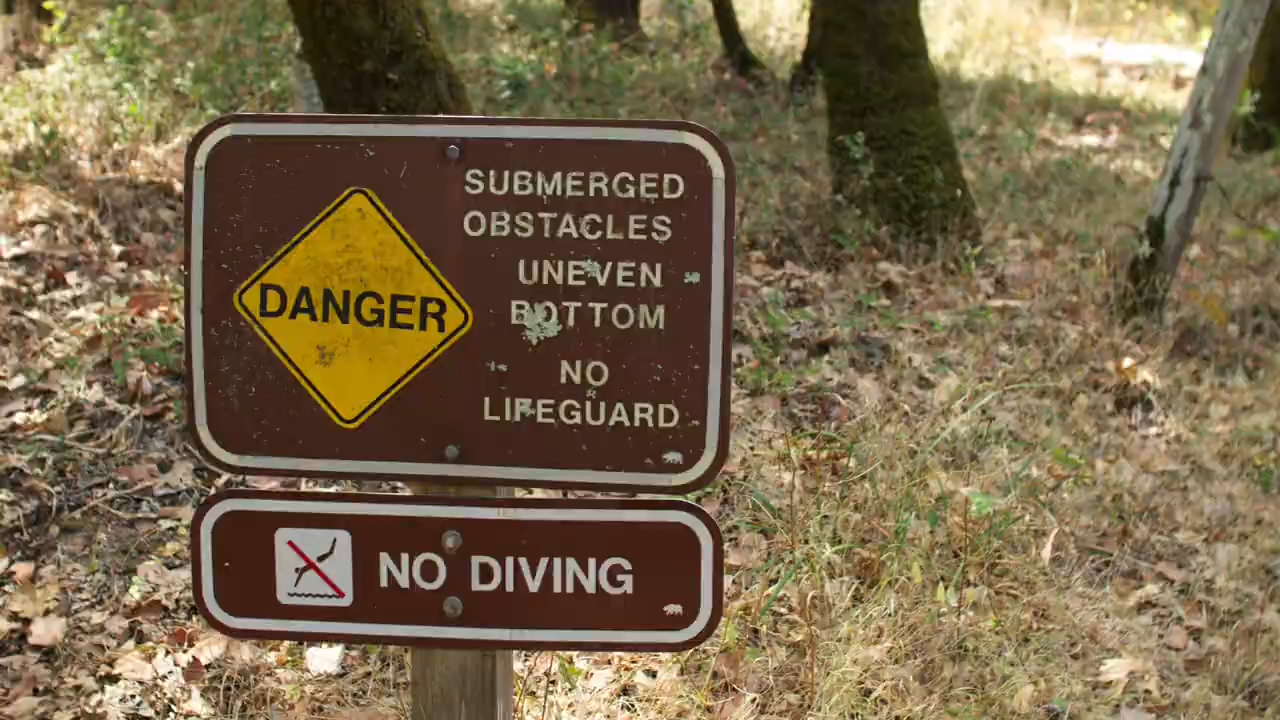 DANGER
SUBMERGED
OBSTACLES
UNEVEN
BOTTOM
NO
LIFEGUARD
NO DIVING